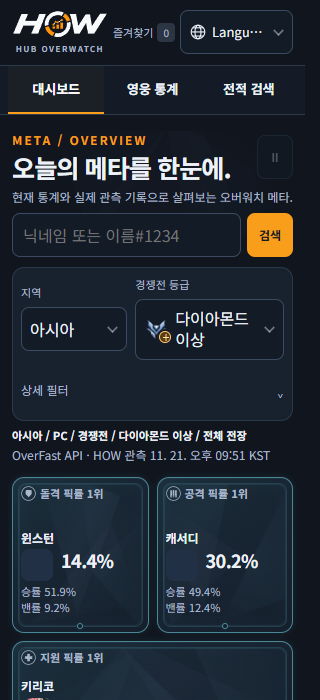 HOW
HUB OVERWATCH
즐겨찾기 0
Langu…
대시보드 영웅 통계 전적 검색
META / OVERVIEW
오늘의 메타를 한눈에.
현재 통계와 실제 관측 기록으로 살펴보는 오버워치 메타.
닉네임 또는 이름#1234 검색
지역 경쟁전 등급
아시아 다이아몬드
이상
상세 필터
아시아 / PC / 경쟁전 / 다이아몬드 이상 / 전체 전장
OverFast API · HOW 관측 11. 21. 오후 09:51 KST
돌격 픽률 1위
윈스턴
14.4%
승률 51.9%
밴률 9.2%
공격 픽률 1위
캐서디
30.2%
승률 49.4%
밴률 12.4%
지원 픽률 1위
키리코